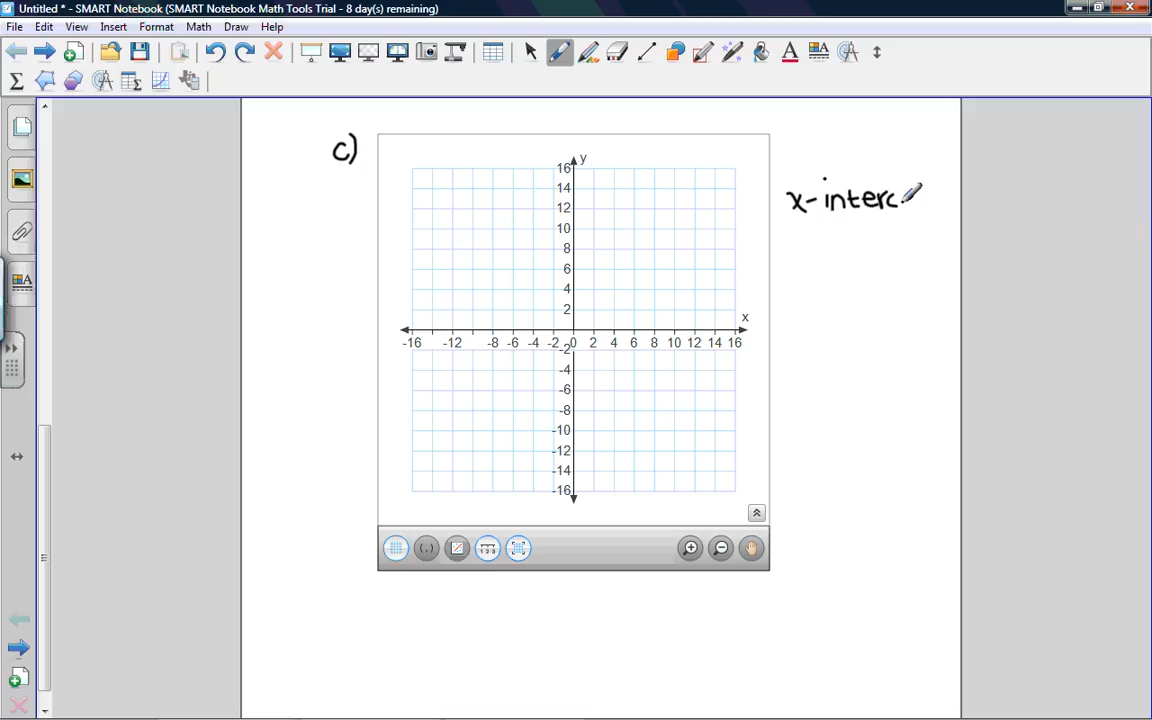 Untitled * - SMART Notebook (SMART Notebook Math Tools Trial - 8 day(s) remaining)
File Edit View Insert Format Math Draw Help
c)
y
16
14
12
10
8
6
4
2
x
-16 -12 -8 -6 -4 -2 0 2 4 6 8 10 12 14 16
-2
-4
-6
-8
-10
-12
-14
-16
x-interc